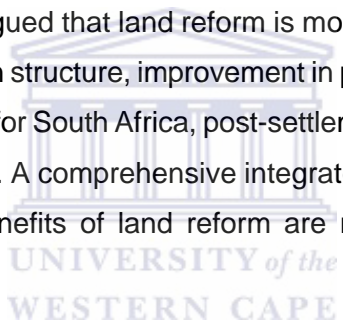 gued that land reform is mo
structure, improvement in p
for South Africa, post-settler
. A comprehensive integrat
nefits of land reform are
UNIVERSITY of the
WESTERN CAPE